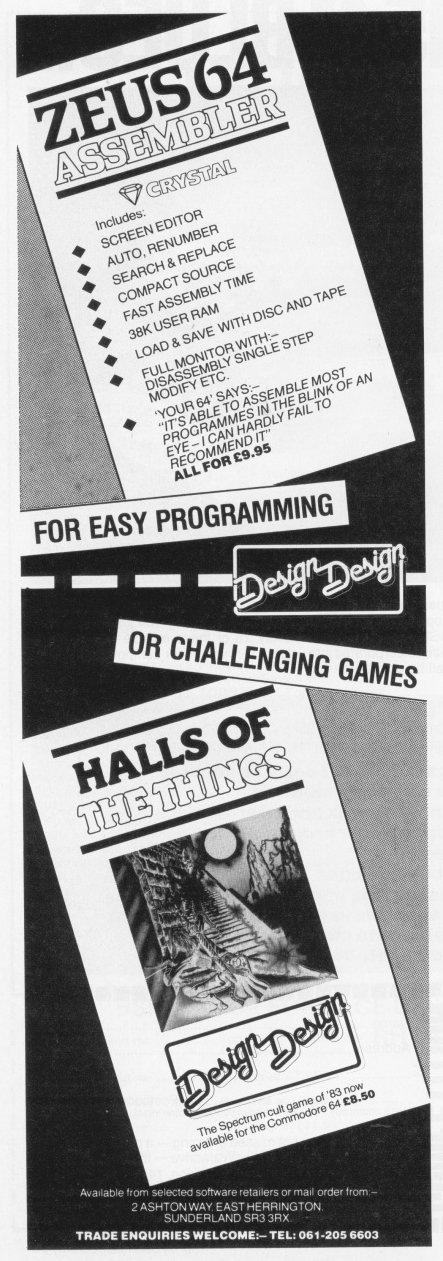 ZEUS 64
ASSEMBLER
CRYSTAL
Includes:
SCREEN EDITOR
AUTO, RENUMBER
SEARCH & REPLACE
COMPACT SOURCE
FAST ASSEMBLY TIME
38K USER RAM
LOAD & SAVE WITH DISC AND TAPE
FULL MONITOR WITH:–
DISASSEMBLY SINGLE STEP
MODIFY ETC.
'YOUR 64' SAYS:–
"IT'S ABLE TO ASSEMBLE MOST
PROGRAMMES IN THE BLINK OF AN
EYE – I CAN HARDLY FAIL TO
RECOMMEND IT"
ALL FOR £9.95
FOR EASY PROGRAMMING
Design Design
OR CHALLENGING GAMES
HALLS OF
THE THINGS
Design Design
The Spectrum cult game of '83 now
available for the Commodore 64 £8.50
Available from selected software retailers or mail order from:–
2 ASHTON WAY, EAST HERRINGTON,
SUNDERLAND SR3 3RX.
TRADE ENQUIRIES WELCOME:– TEL: 061-205 6603